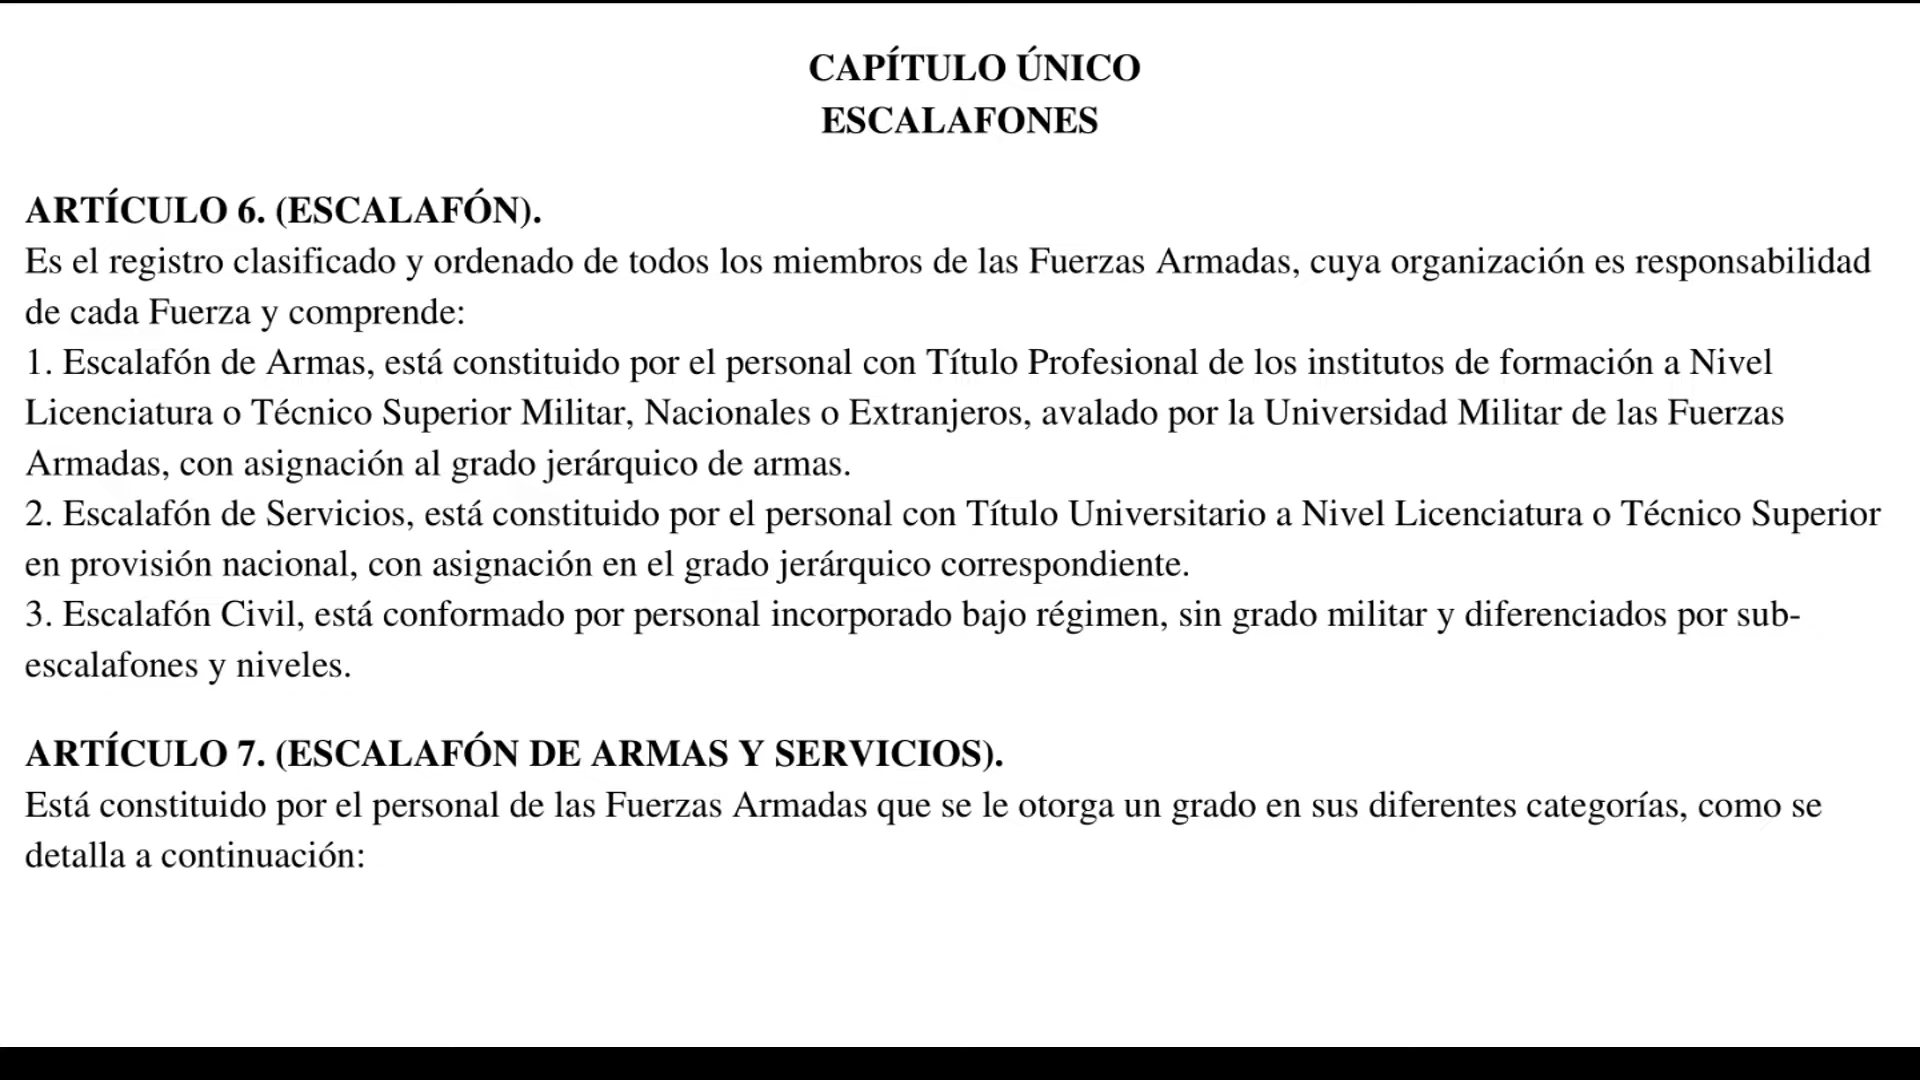 CAPÍTULO ÚNICO
ESCALAFONES
ARTÍCULO 6. (ESCALAFÓN).
Es el registro clasificado y ordenado de todos los miembros de las Fuerzas Armadas, cuya organización es responsabilidad
de cada Fuerza y comprende:
1. Escalafón de Armas, está constituido por el personal con Título Profesional de los institutos de formación a Nivel
Licenciatura o Técnico Superior Militar, Nacionales o Extranjeros, avalado por la Universidad Militar de las Fuerzas
Armadas, con asignación al grado jerárquico de armas.
2. Escalafón de Servicios, está constituido por el personal con Título Universitario a Nivel Licenciatura o Técnico Superior
en provisión nacional, con asignación en el grado jerárquico correspondiente.
3. Escalafón Civil, está conformado por personal incorporado bajo régimen, sin grado militar y diferenciados por sub-
escalafones y niveles.
ARTÍCULO 7. (ESCALAFÓN DE ARMAS Y SERVICIOS).
Está constituido por el personal de las Fuerzas Armadas que se le otorga un grado en sus diferentes categorías, como se
detalla a continuación: